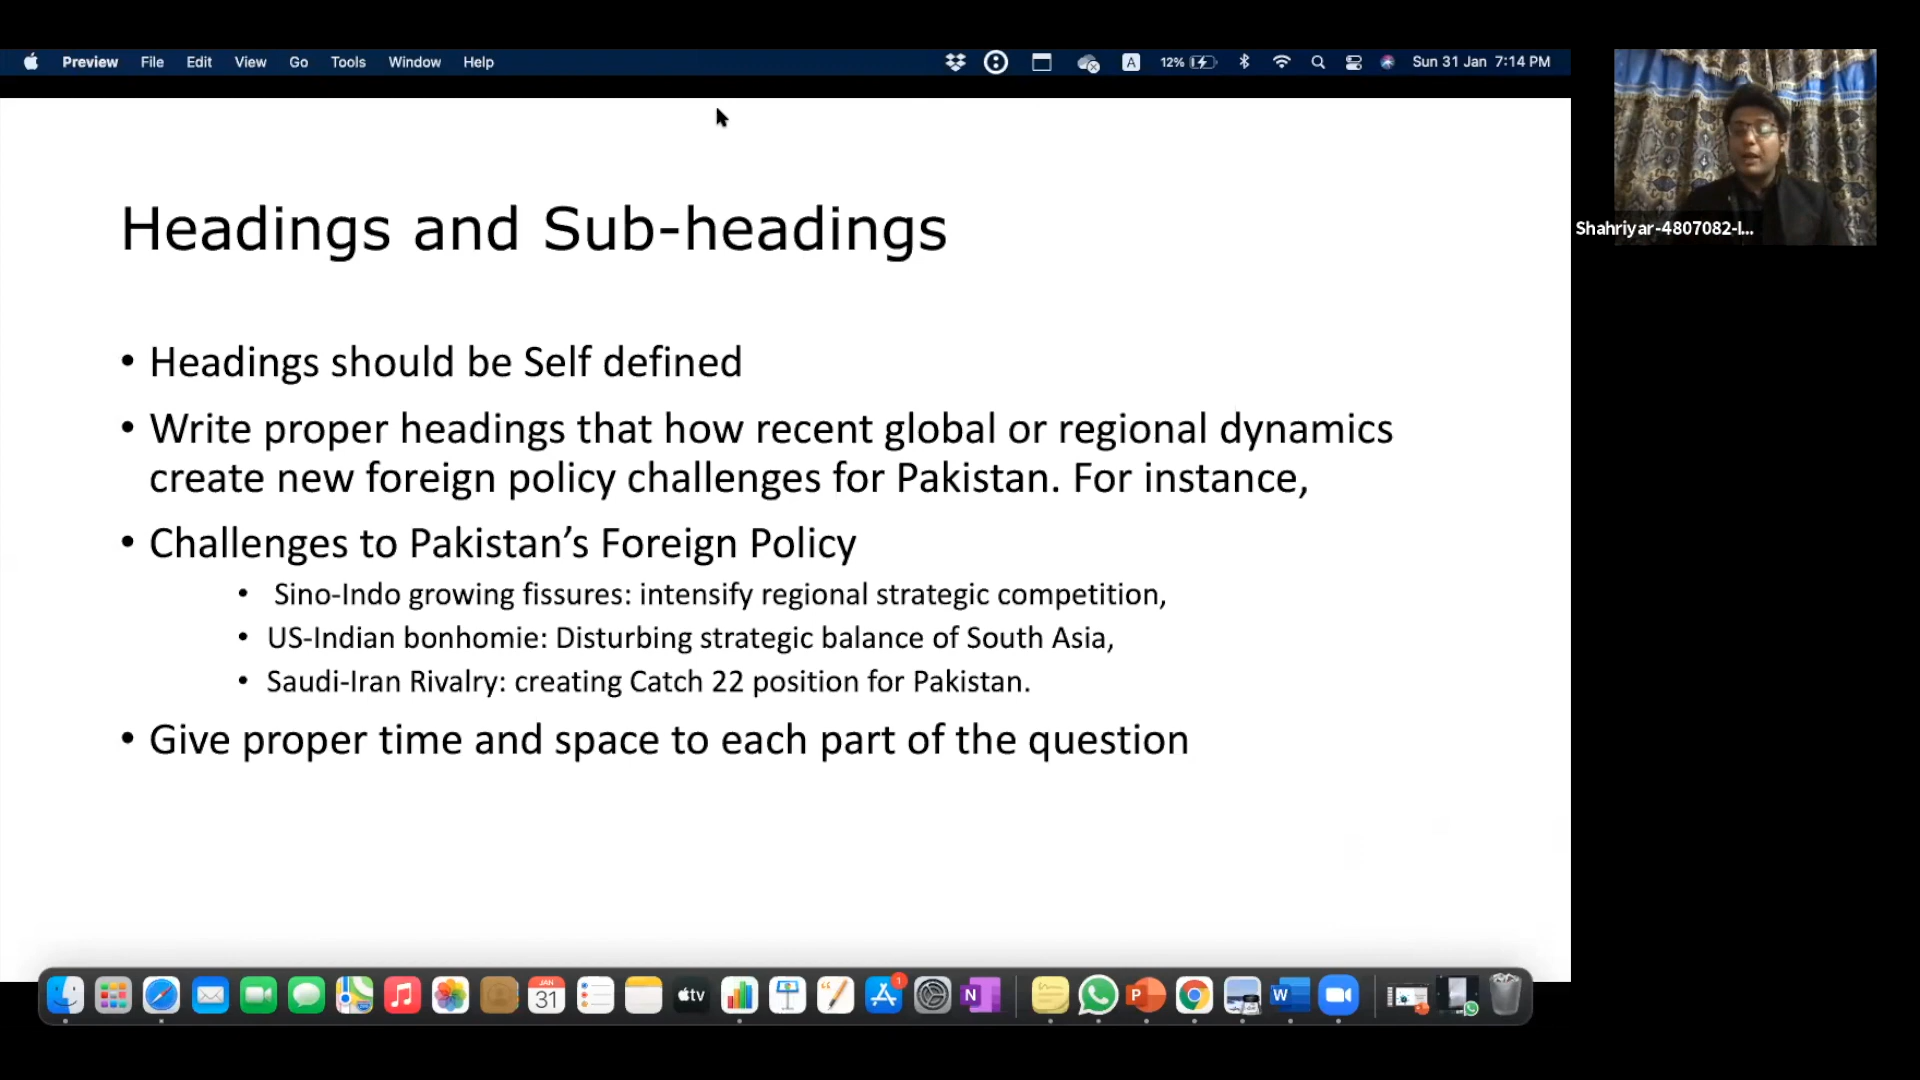 Preview File Edit View Go Tools Window Help
A 12% Sun 31 Jan 7:14 PM
Shahriyar-4807082-I...
Headings and Sub-headings
• Headings should be Self defined
• Write proper headings that how recent global or regional dynamics
create new foreign policy challenges for Pakistan. For instance,
• Challenges to Pakistan’s Foreign Policy
• Sino-Indo growing fissures: intensify regional strategic competition,
• US-Indian bonhomie: Disturbing strategic balance of South Asia,
• Saudi-Iran Rivalry: creating Catch 22 position for Pakistan.
• Give proper time and space to each part of the question
JAN
31
tv
1
N
P
W